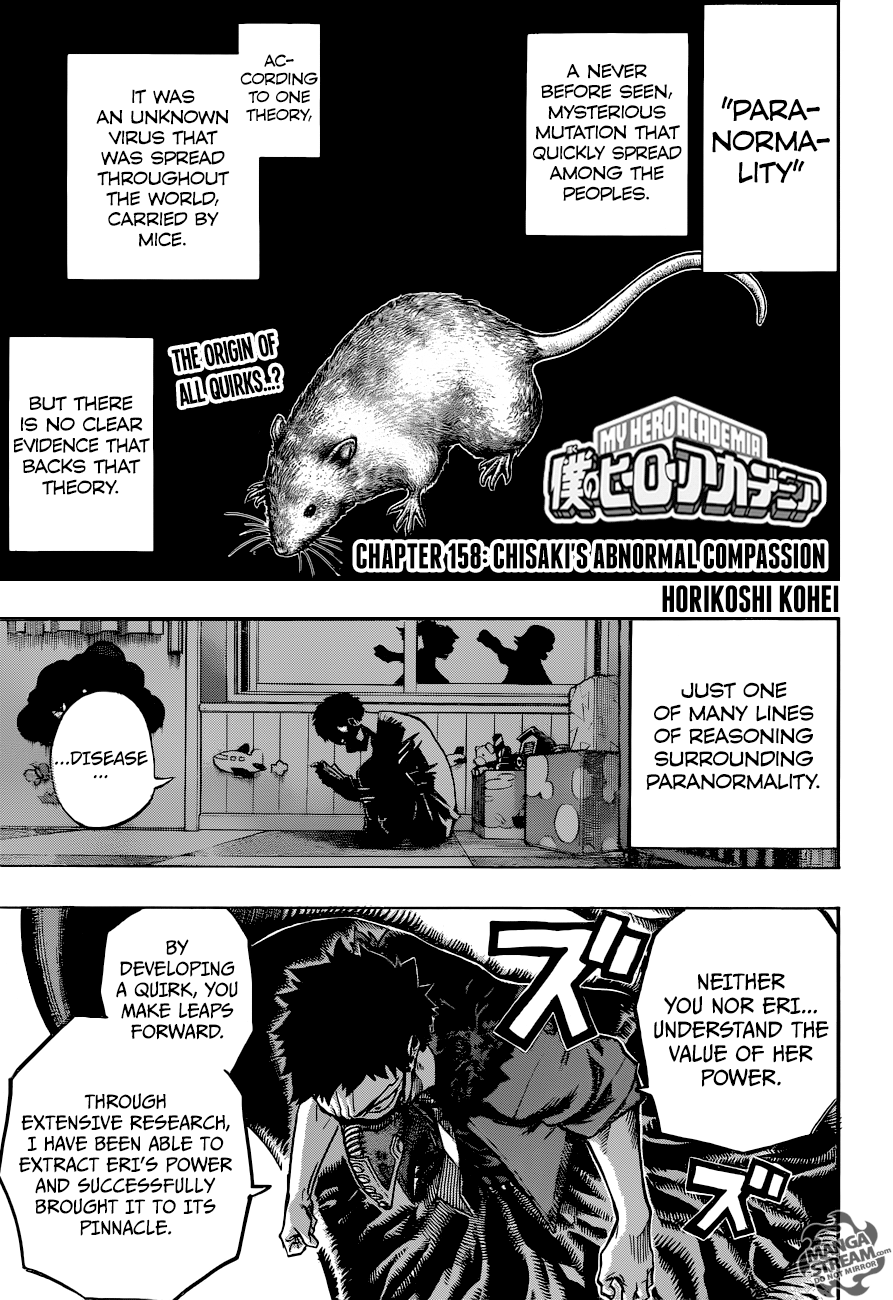 "PARA-
NORMA-
LITY"
A NEVER
BEFORE SEEN,
MYSTERIOUS
MUTATION THAT
QUICKLY SPREAD
AMONG THE
PEOPLES.
AC-
CORDING
TO ONE
THEORY,
IT WAS
AN UNKNOWN
VIRUS THAT
WAS SPREAD
THROUGHOUT
THE WORLD,
CARRIED BY
MICE.
THE ORIGIN OF
ALL QUIRKS..?
BUT THERE
IS NO CLEAR
EVIDENCE THAT
BACKS THAT
THEORY.
MY HERO ACADEMIA
僕のヒーローアカデミア
CHAPTER 158: CHISAKI'S ABNORMAL COMPASSION
HORIKOSHI KOHEI
JUST ONE
OF MANY LINES
OF REASONING
SURROUNDING
PARANORMALITY.
...DISEASE
...
NEITHER
YOU NOR ERI...
UNDERSTAND THE
VALUE OF HER
POWER.
ズ
ズ
BY
DEVELOPING
A QUIRK, YOU
MAKE LEAPS
FORWARD.
THROUGH
EXTENSIVE RESEARCH,
I HAVE BEEN ABLE TO
EXTRACT ERI'S POWER
AND SUCCESSFULLY
BROUGHT IT TO ITS
PINNACLE.
MANGA
STREAM.com
DO NOT MIRROR